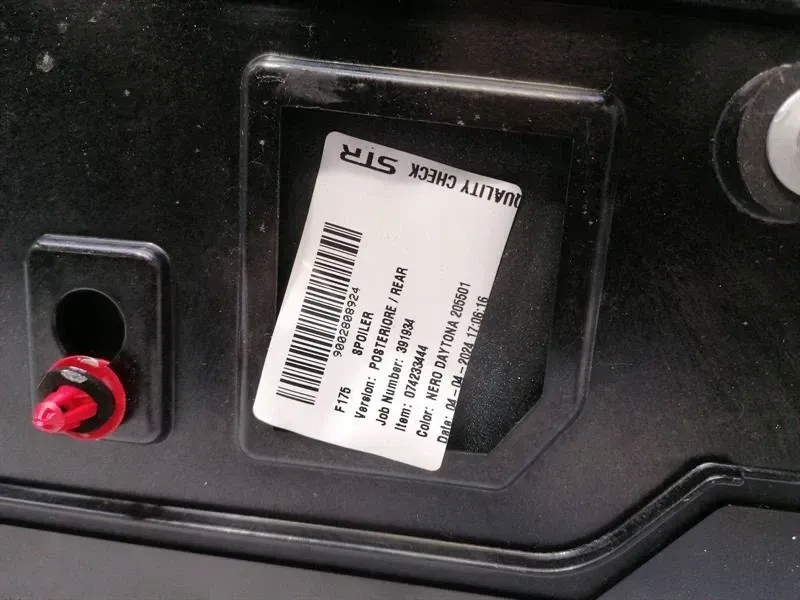 STR QUALITY CHECK
9002808924
F175 SPOILER
Version: POSTERIORE / REAR
Job Number: 391934
Item: 074233444
Color: NERO DAYTONA 205501
Date: 04-04-2024 17:06:16